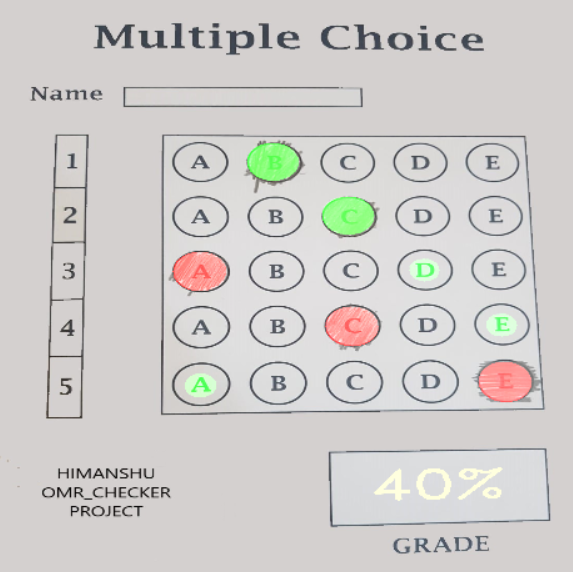 Multiple Choice
Name
1 A B C D E
2 A B C D E
3 A B C D E
4 A B C D E
5 A B C D E
HIMANSHU
OMR_CHECKER
PROJECT
40%
GRADE